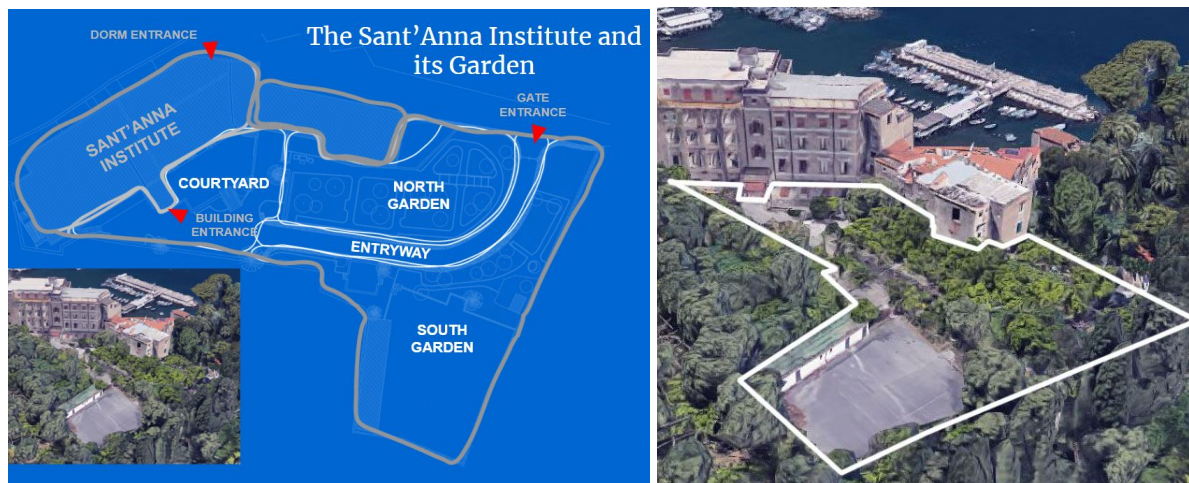 The Sant'Anna Institute and
its Garden
DORM ENTRANCE
GATE
ENTRANCE
SANT'ANNA
INSTITUTE
COURTYARD
NORTH
GARDEN
BUILDING
ENTRANCE
ENTRYWAY
SOUTH
GARDEN